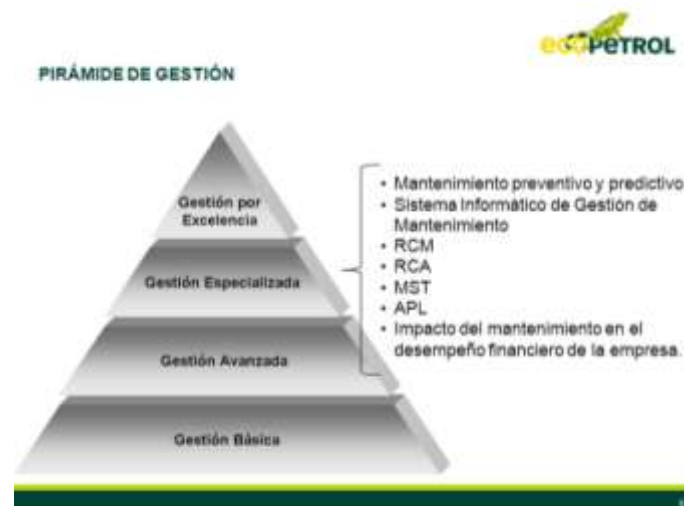 ecopetrol
PIRÁMIDE DE GESTIÓN
Gestión por
Excelencia
Gestión Especializada
Gestión Avanzada
Gestión Básica
• Mantenimiento preventivo y predictivo
• Sistema Informático de Gestión de
Mantenimiento
• RCM
• RCA
• MST
• APL
• Impacto del mantenimiento en el
desempeño financiero de la empresa.